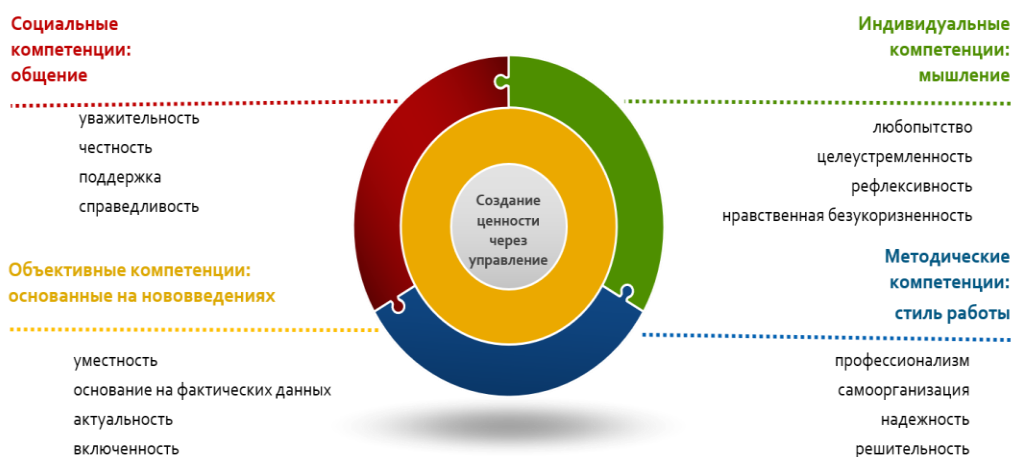 Социальные
компетенции:
общение
уважительность
честность
поддержка
справедливость
Индивидуальные
компетенции:
мышление
любопытство
целеустремленность
рефлексивность
нравственная безукоризненность
Создание
ценности
через
управление
Объективные компетенции:
основанные на нововведениях
уместность
основание на фактических данных
актуальность
включенность
Методические
компетенции:
стиль работы
профессионализм
самоорганизация
надежность
решительность